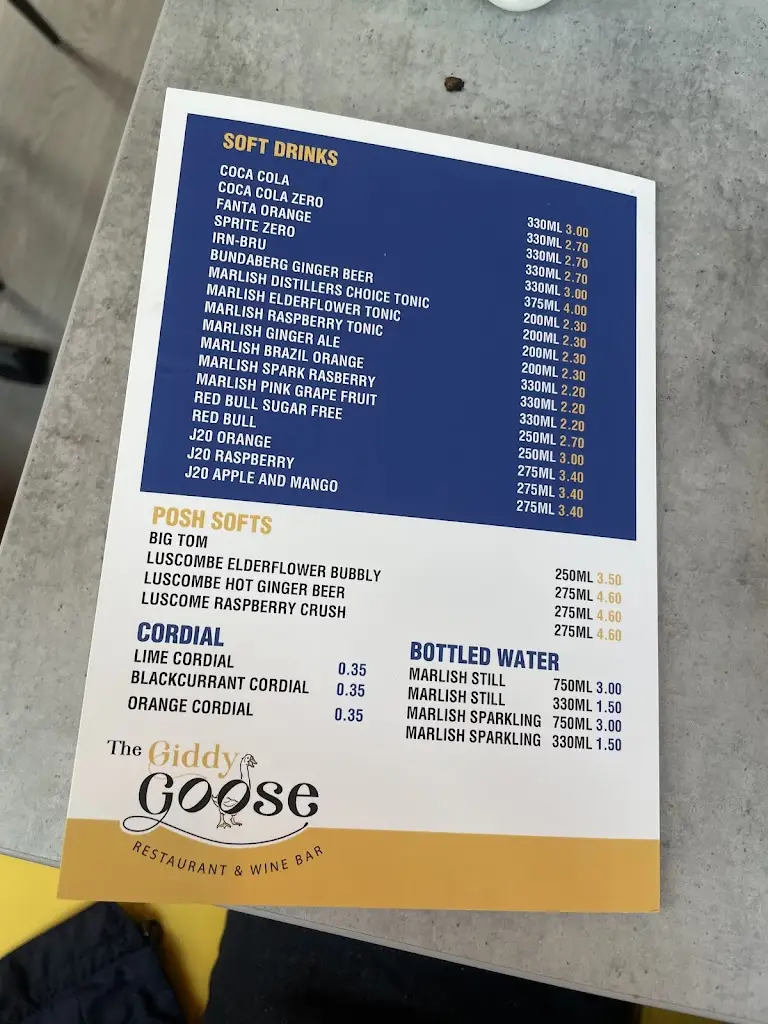 SOFT DRINKS
COCA COLA 330ML 3.00
COCA COLA ZERO 330ML 2.70
FANTA ORANGE 330ML 2.70
SPRITE ZERO 330ML 2.70
IRN-BRU 330ML 3.00
BUNDABERG GINGER BEER 375ML 4.00
MARLISH DISTILLERS CHOICE TONIC 200ML 2.30
MARLISH ELDERFLOWER TONIC 200ML 2.30
MARLISH RASPBERRY TONIC 200ML 2.30
MARLISH GINGER ALE 200ML 2.30
MARLISH BRAZIL ORANGE 330ML 2.20
MARLISH SPARK RASBERRY 330ML 2.20
MARLISH PINK GRAPE FRUIT 330ML 2.20
RED BULL SUGAR FREE 250ML 2.70
RED BULL 250ML 3.00
J20 ORANGE 275ML 3.40
J20 RASPBERRY 275ML 3.40
J20 APPLE AND MANGO 275ML 3.40
POSH SOFTS
BIG TOM 250ML 3.50
LUSCOMBE ELDERFLOWER BUBBLY 275ML 4.60
LUSCOMBE HOT GINGER BEER 275ML 4.60
LUSCOME RASPBERRY CRUSH 275ML 4.60
CORDIAL
LIME CORDIAL 0.35
BLACKCURRANT CORDIAL 0.35
ORANGE CORDIAL 0.35
BOTTLED WATER
MARLISH STILL 750ML 3.00
MARLISH STILL 330ML 1.50
MARLISH SPARKLING 750ML 3.00
MARLISH SPARKLING 330ML 1.50
The Giddy
Goose
RESTAURANT & WINE BAR